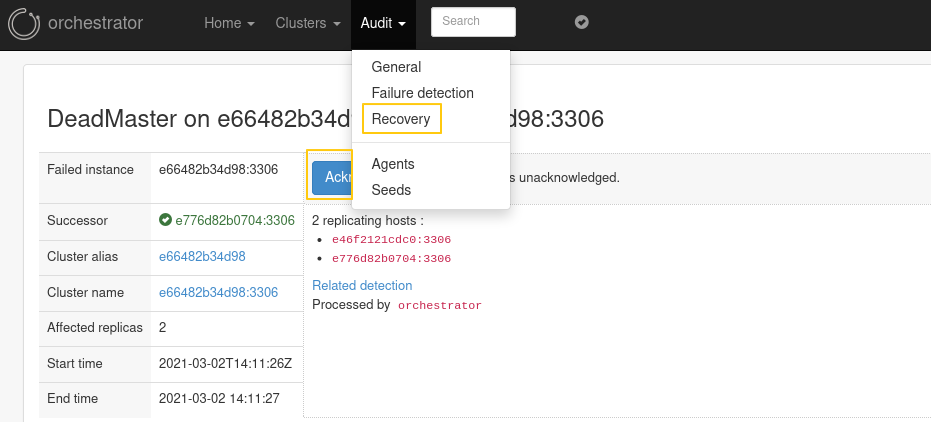 orchestrator
Home
Clusters
Audit
Search
General
Failure detection
Recovery
Agents
Seeds
DeadMaster on e66482b34d d98:3306
Failed instance e66482b34d98:3306
Ackn s unacknowledged.
Successor e776d82b0704:3306
2 replicating hosts :
e46f2121cdc0:3306
e776d82b0704:3306
Cluster alias e66482b34d98
Related detection
Cluster name e66482b34d98:3306
Processed by orchestrator
Affected replicas 2
Start time 2021-03-02T14:11:26Z
End time 2021-03-02 14:11:27